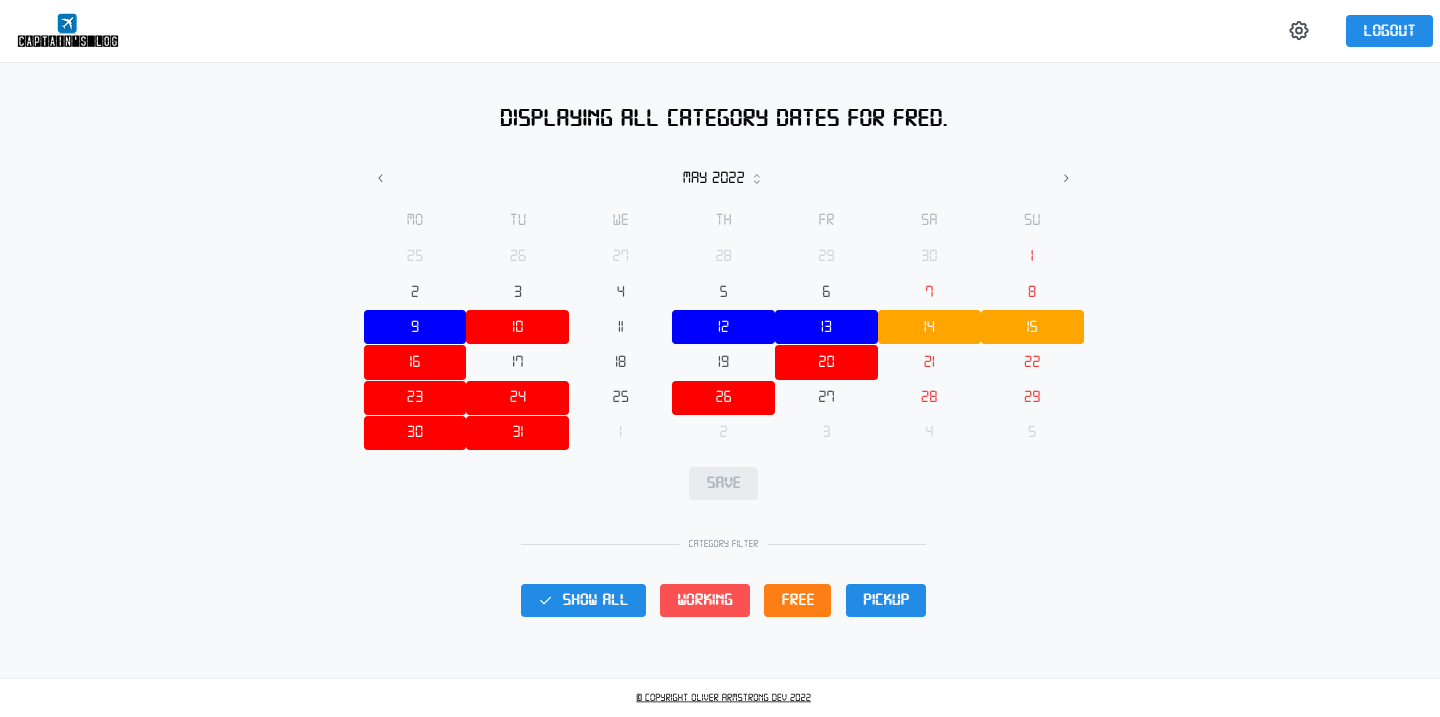 CAPTAIN'S LOG
LOGOUT
DISPLAYING ALL CATEGORY DATES FOR FRED.
MAY 2022
MO TU WE TH FR SA SU
25 26 27 28 29 30 1
2 3 4 5 6 7 8
9 10 11 12 13 14 15
16 17 18 19 20 21 22
23 24 25 26 27 28 29
30 31 1 2 3 4 5
SAVE
CATEGORY FILTER
SHOW ALL WORKING FREE PICKUP
© COPYRIGHT OLIVER ARMSTRONG DEV 2022